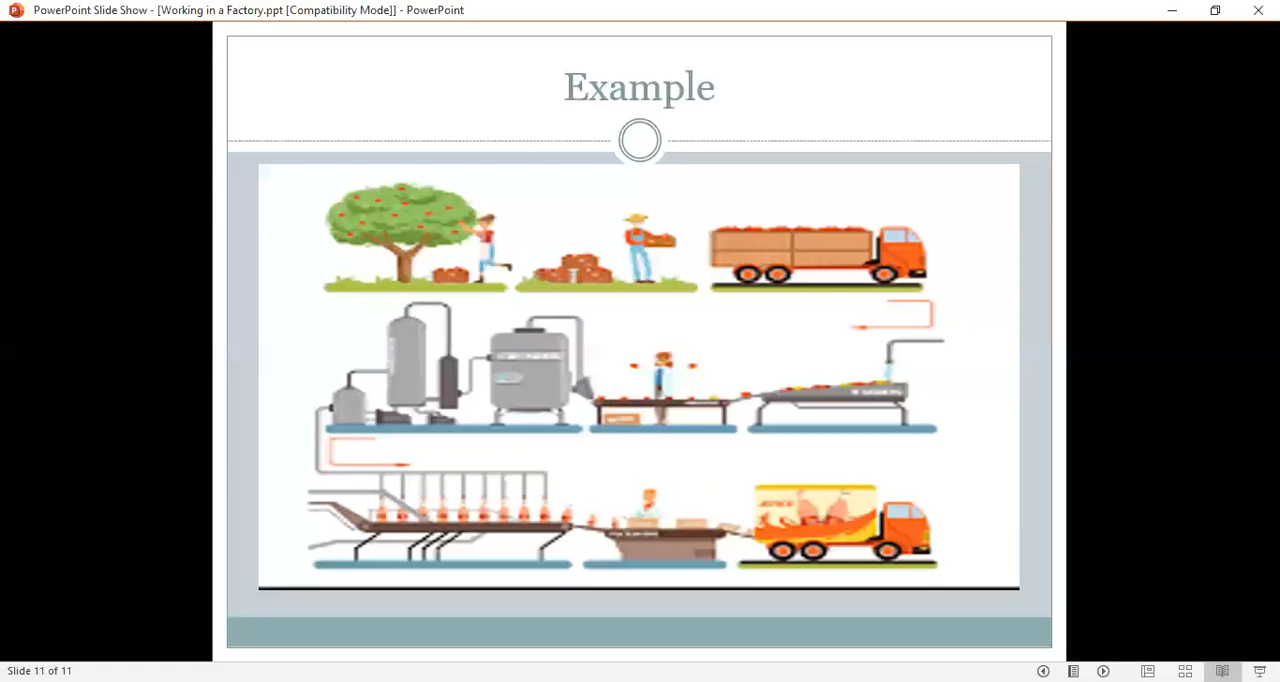 PowerPoint Slide Show - [Working in a Factory.ppt [Compatibility Mode]] - PowerPoint
Example
Slide 11 of 11